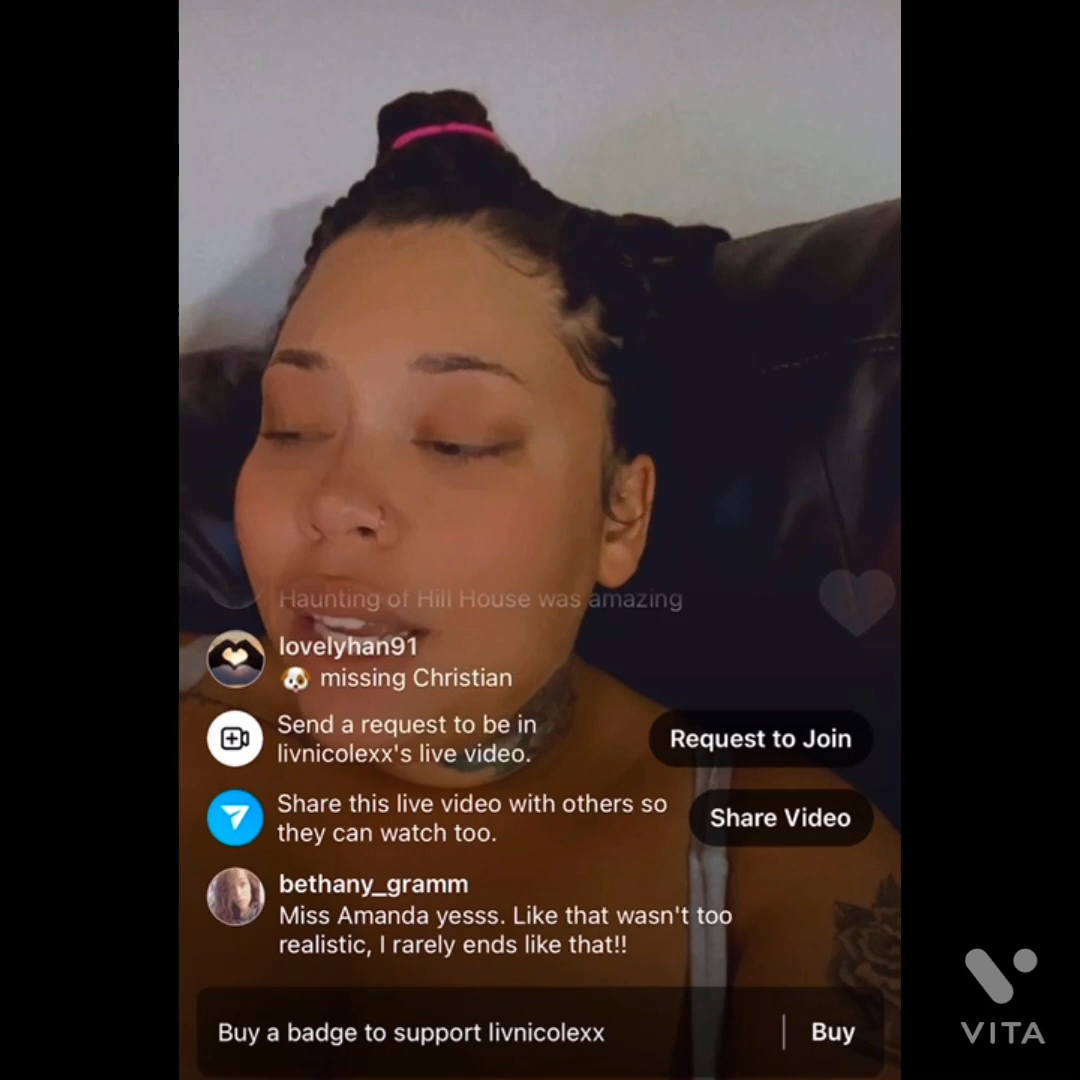 Haunting of Hill House was amazing
lovelyhan91
🐶 missing Christian
Send a request to be in
livnicolexx's live video.
Request to Join
Share this live video with others so
they can watch too.
Share Video
bethany_gramm
Miss Amanda yesss. Like that wasn't too
realistic, I rarely ends like that!!
Buy a badge to support livnicolexx
Buy
VITA